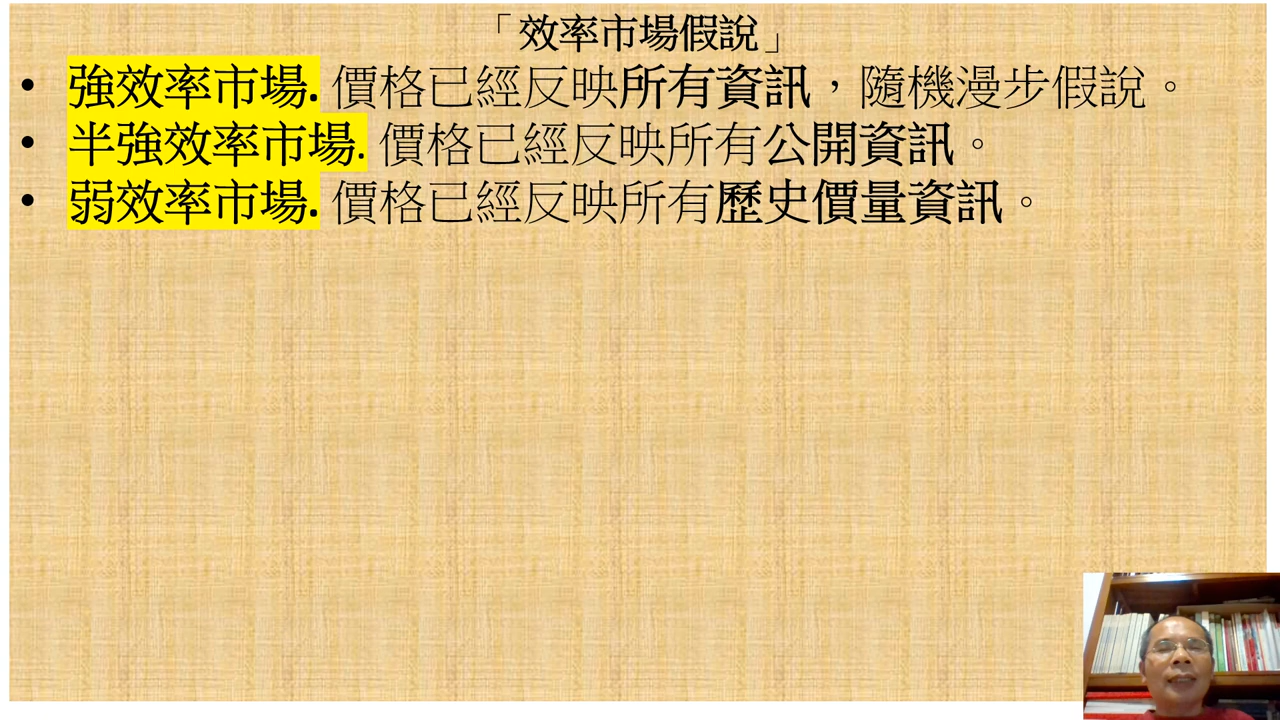 「效率市場假說」
• 強效率市場. 價格已經反映所有資訊，隨機漫步假說。
• 半強效率市場. 價格已經反映所有公開資訊。
• 弱效率市場. 價格已經反映所有歷史價量資訊。